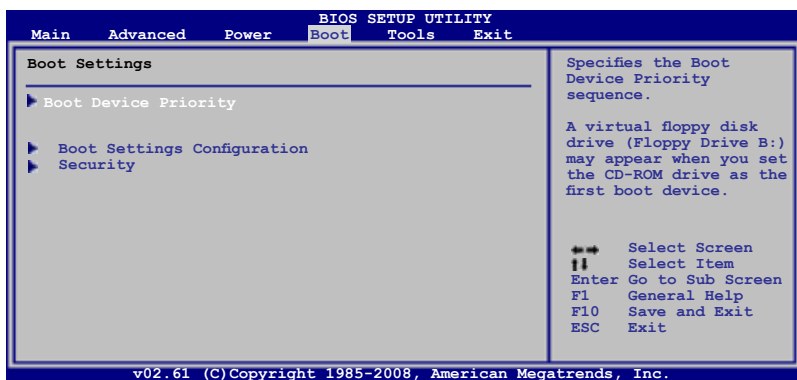 BIOS SETUP UTILITY
Main Advanced Power Boot Tools Exit
Boot Settings
Boot Device Priority
Boot Settings Configuration
Security
Specifies the Boot
Device Priority
sequence.
A virtual floppy disk
drive (Floppy Drive B:)
may appear when you set
the CD-ROM drive as the
first boot device.
Select Screen
Select Item
Enter Go to Sub Screen
F1 General Help
F10 Save and Exit
ESC Exit
v02.61 (C)Copyright 1985-2008, American Megatrends, Inc.